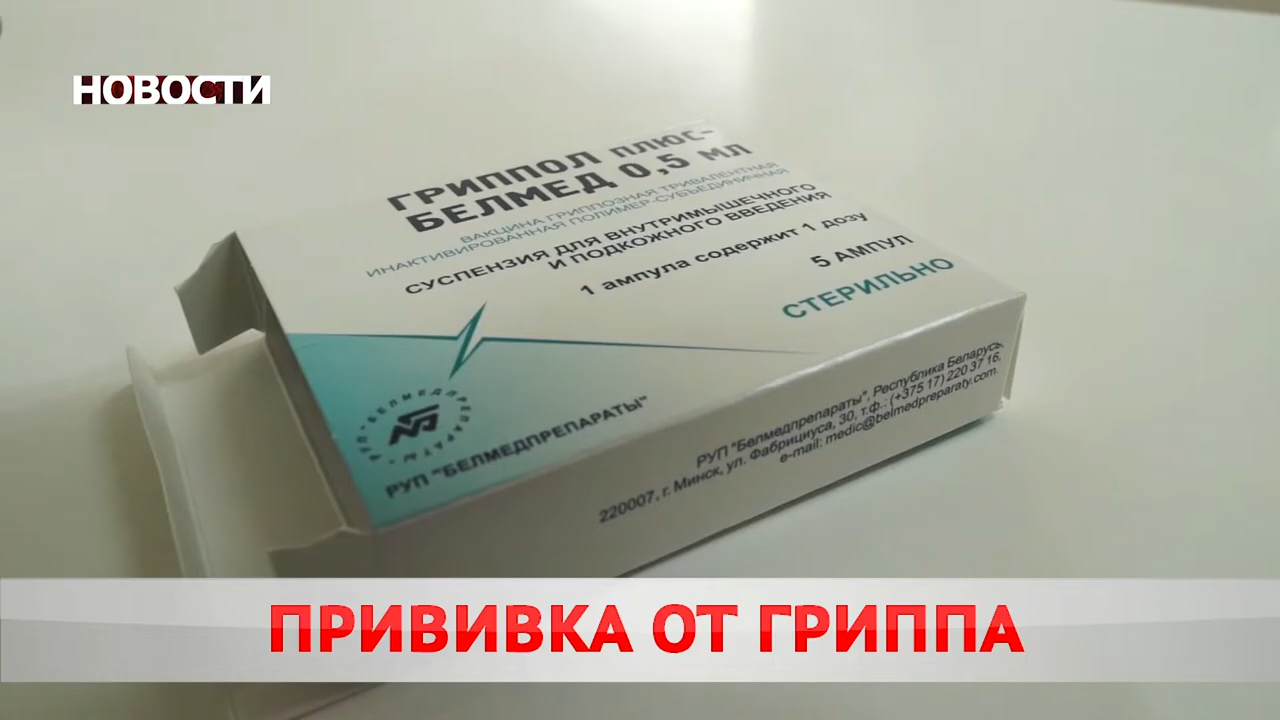 НОВОСТИ
ГРИППОЛ ПЛЮС-
БЕЛМЕД 0,5 МЛ
ВАКЦИНА ГРИППОЗНАЯ ТРИВАЛЕНТНАЯ
ИНАКТИВИРОВАННАЯ ПОЛИМЕР-СУБЪЕДИНИЧНАЯ
СУСПЕНЗИЯ ДЛЯ ВНУТРИМЫШЕЧНОГО
И ПОДКОЖНОГО ВВЕДЕНИЯ
1 ампула содержит 1 дозу
5 АМПУЛ
СТЕРИЛЬНО
РУП "БЕЛМЕДПРЕПАРАТЫ"
РУП "БЕЛМЕДПРЕПАРАТЫ"
РУП "Белмедпрепараты", Республика Беларусь,
220007, г. Минск, ул. Фабрициуса, 30, т.ф.: (+375 17) 220 37 16,
e-mail: medic@belmedpreparaty.com.
ПРИВИВКА ОТ ГРИППА